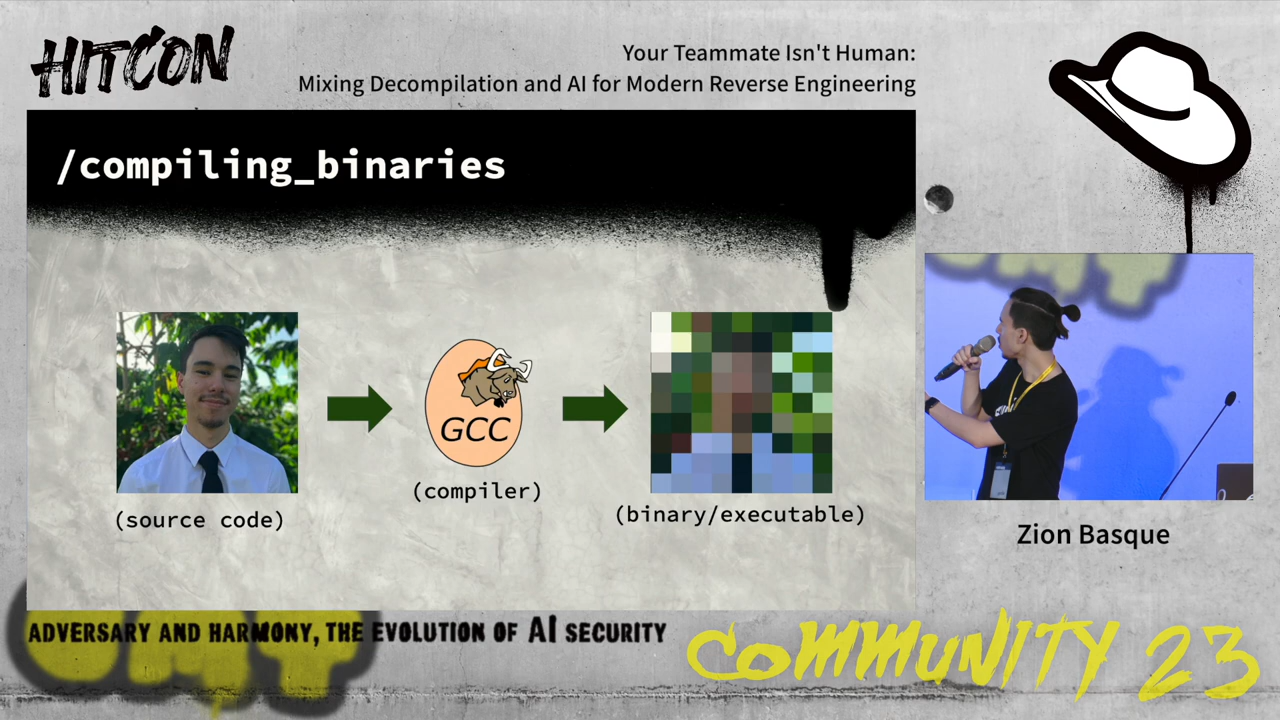 HITCON
Your Teammate Isn't Human:
Mixing Decompilation and AI for Modern Reverse Engineering
/compiling_binaries
GCC
(source code)
(compiler)
(binary/executable)
Zion Basque
ADVERSARY AND HARMONY, THE EVOLUTION OF AI SECURITY
COMMUNITY 23